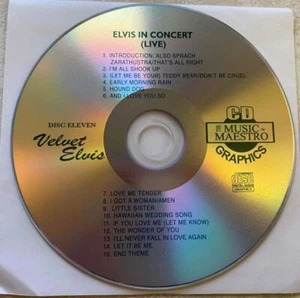 ELVIS IN CONCERT
(LIVE)
1. INTRODUCTION: ALSO SPRACH
ZARATHUSTRA/THAT'S ALL RIGHT
2. I'M ALL SHOOK UP
3. (LET ME BE YOUR) TEDDY BEAR/DON'T BE CRUEL
4. EARLY MORNING RAIN
5. HOUND DOG
6. AND I LOVE YOU SO
DISC ELEVEN
Velvet
Elvis
CD
THE MUSIC MAESTRO
GRAPHICS
7. LOVE ME TENDER
8. I GOT A WOMAN/AMEN
9. LITTLE SISTER
10. HAWAIIAN WEDDING SONG
11. IF YOU LOVE ME (LET ME KNOW)
12. THE WONDER OF YOU
13. I'LL NEVER FALL IN LOVE AGAIN
14. LET IT BE ME
15. END THEME